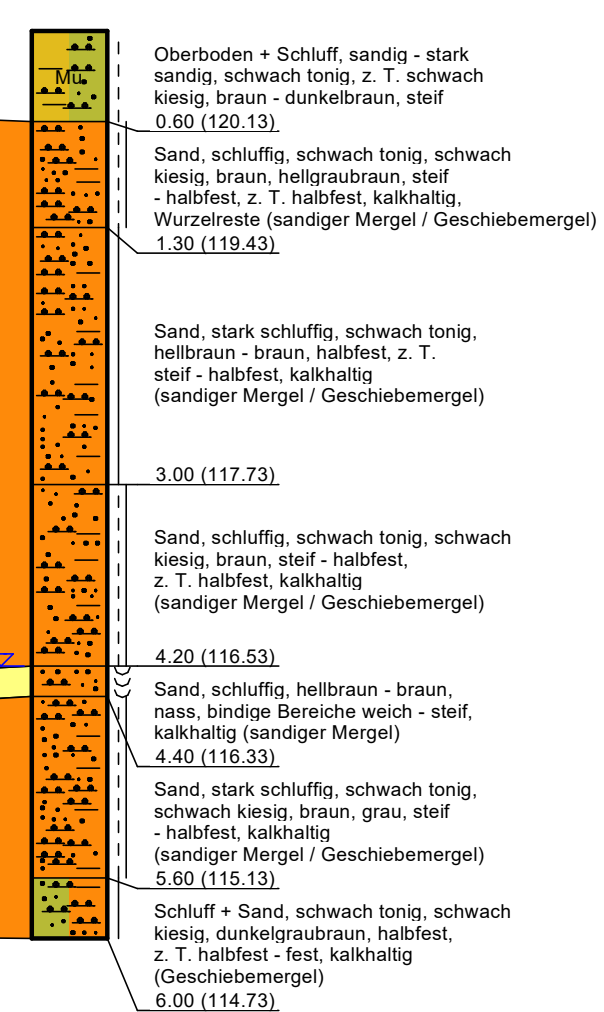 Oberboden + Schluff, sandig - stark
Mu
sandig, schwach tonig, z. T. schwach
kiesig, braun - dunkelbraun, steif
0.60 (120.13)
Sand, schluffig, schwach tonig, schwach
kiesig, braun, hellgraubraun, steif
- halbfest, z. T. halbfest, kalkhaltig,
Wurzelreste (sandiger Mergel / Geschiebemergel)
1.30 (119.43)
Sand, stark schluffig, schwach tonig,
hellbraun - braun, halbfest, z. T.
steif - halbfest, kalkhaltig
(sandiger Mergel / Geschiebemergel)
3.00 (117.73)
Sand, schluffig, schwach tonig, schwach
kiesig, braun, steif - halbfest,
z. T. halbfest, kalkhaltig
(sandiger Mergel / Geschiebemergel)
4.20 (116.53)
Sand, schluffig, hellbraun - braun,
nass, bindige Bereiche weich - steif,
kalkhaltig (sandiger Mergel)
4.40 (116.33)
Sand, stark schluffig, schwach tonig,
schwach kiesig, braun, grau, steif
- halbfest, kalkhaltig
(sandiger Mergel / Geschiebemergel)
5.60 (115.13)
Schluff + Sand, schwach tonig, schwach
kiesig, dunkelgraubraun, halbfest,
z. T. halbfest - fest, kalkhaltig
(Geschiebemergel)
6.00 (114.73)